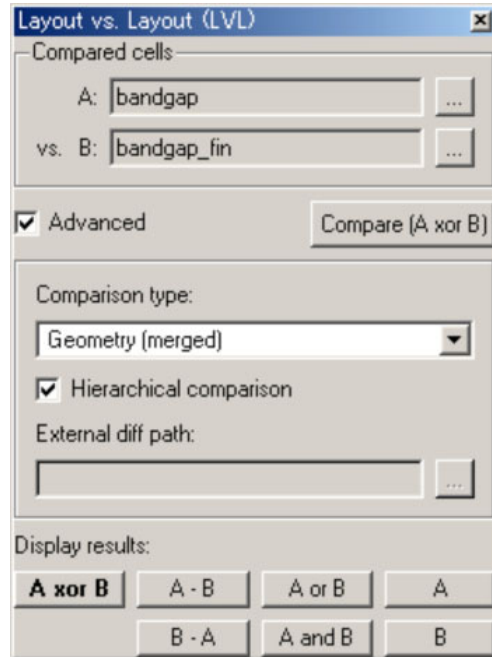 Layout vs. Layout (LVL)
Compared cells
A: bandgap ...
vs. B: bandgap_fin ...
Advanced Compare (A xor B)
Comparison type:
Geometry (merged)
Hierarchical comparison
External diff path:
...
Display results:
A xor B A - B A or B A
B - A A and B B